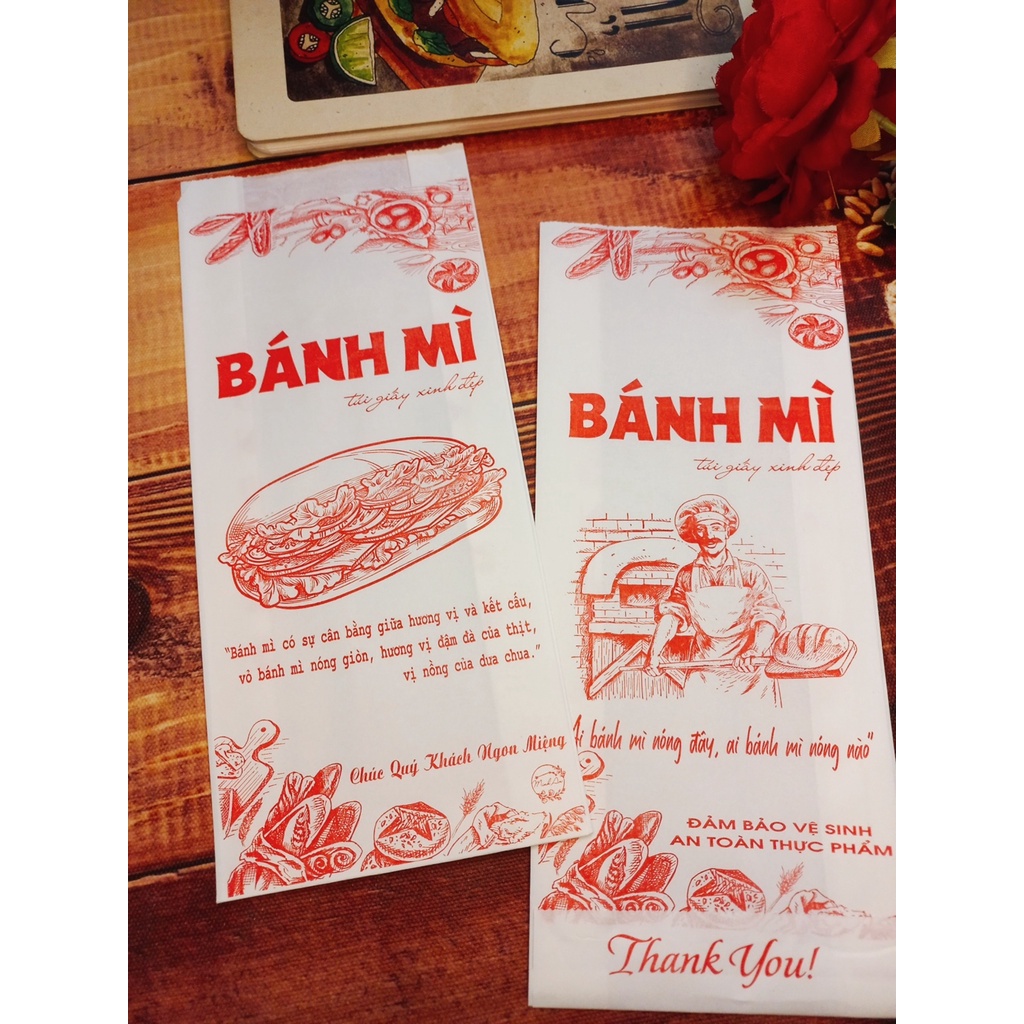 BÁNH MÌ
túi giấy xinh đẹp
"Bánh mì có sự cân bằng giữa hương vị và kết cấu,
vỏ bánh mì nóng giòn, hương vị đậm đà của thịt,
vị nồng của dưa chua."
Chúc Quý Khách Ngon Miệng
BÁNH MÌ
túi giấy xinh đẹp
Ai bánh mì nóng đây, ai bánh mì nóng nào"
ĐẢM BẢO VỆ SINH
AN TOÀN THỰC PHẨM
Thank You!